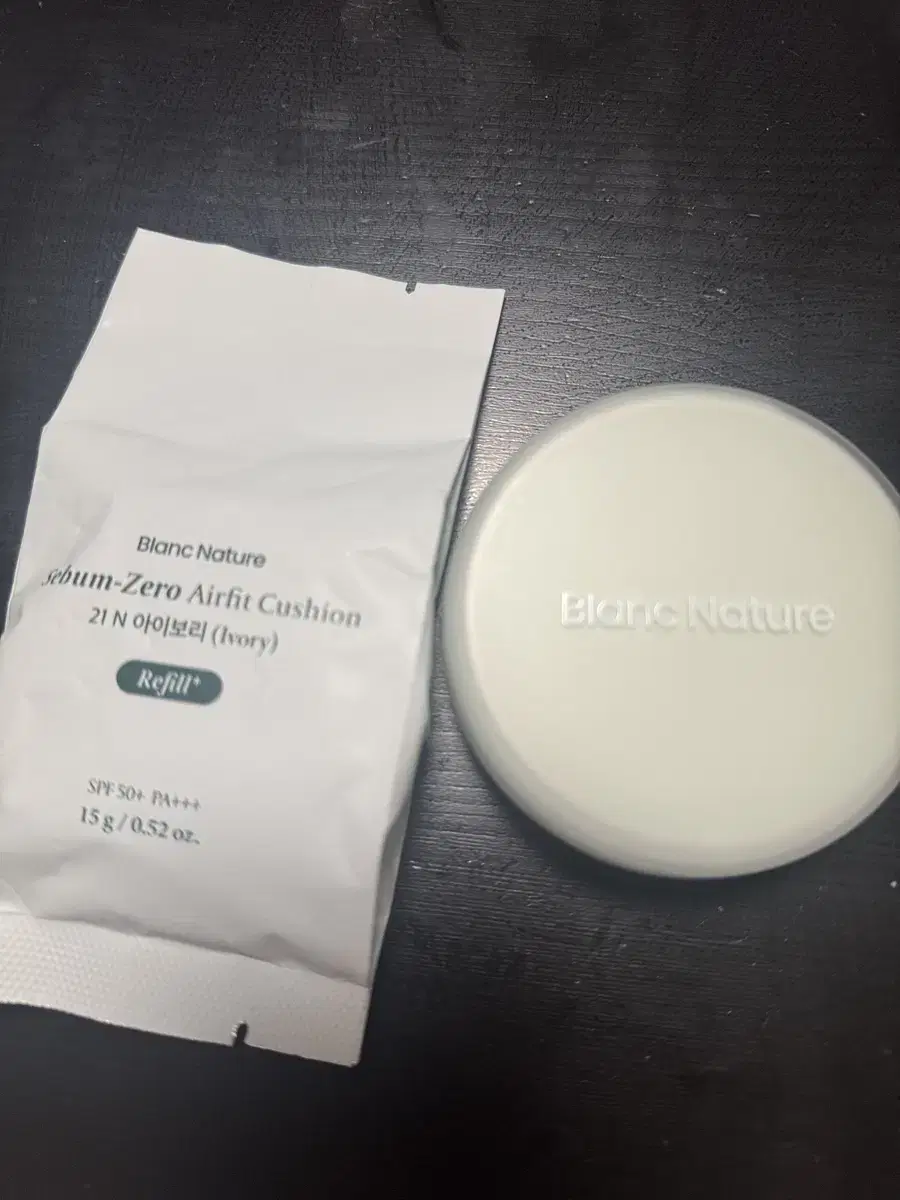 Blanc Nature
Sebum-Zero Airfit Cushion
21 N 아이보리 (Ivory)
Refill+
SPF 50+ PA+++
15 g / 0.52 oz.
Blanc Nature